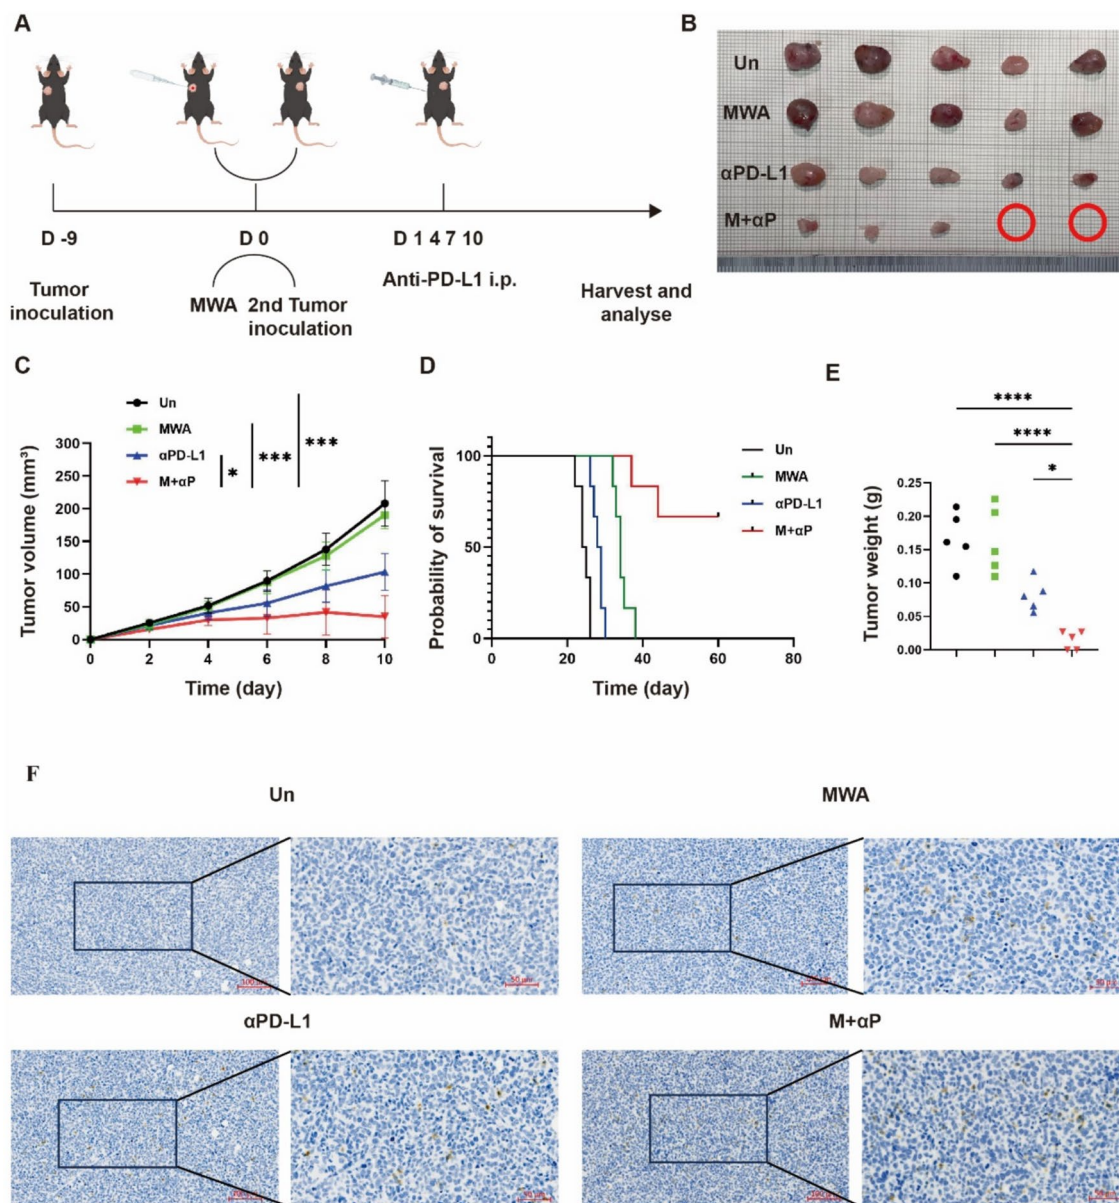 A
D -9
D 0
D 1 4 7 10
Tumor
inoculation
MWA 2nd Tumor
inoculation
Anti-PD-L1 i.p.
Harvest and
analyse
B
Un
MWA
αPD-L1
M+αP
C
Un
MWA
αPD-L1
M+αP
*
***
***
Tumor volume (mm³)
300
250
200
150
100
50
0
0 2 4 6 8 10
Time (day)
D
Probability of survival
100
50
0
0 20 40 60 80
Time (day)
Un
MWA
αPD-L1
M+αP
E
****
****
*
Tumor weight (g)
0.25
0.20
0.15
0.10
0.05
0.00
F
Un
MWA
100 μm
50 μm
αPD-L1
M+αP